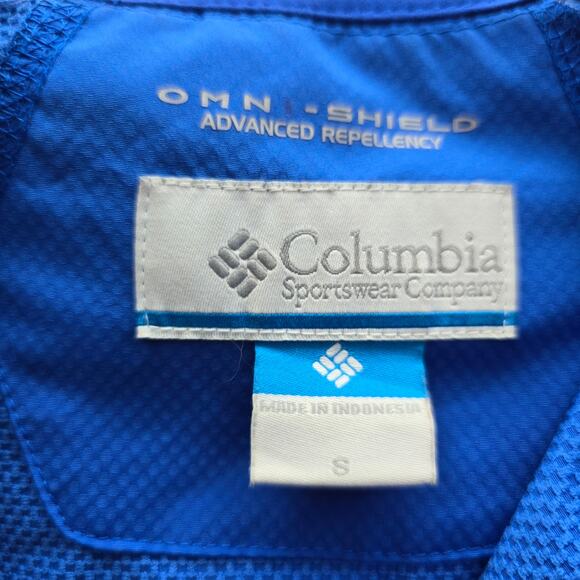 OMNI-SHIELD
ADVANCED REPELLENCY
Columbia
Sportswear Company
MADE IN INDONESIA
S